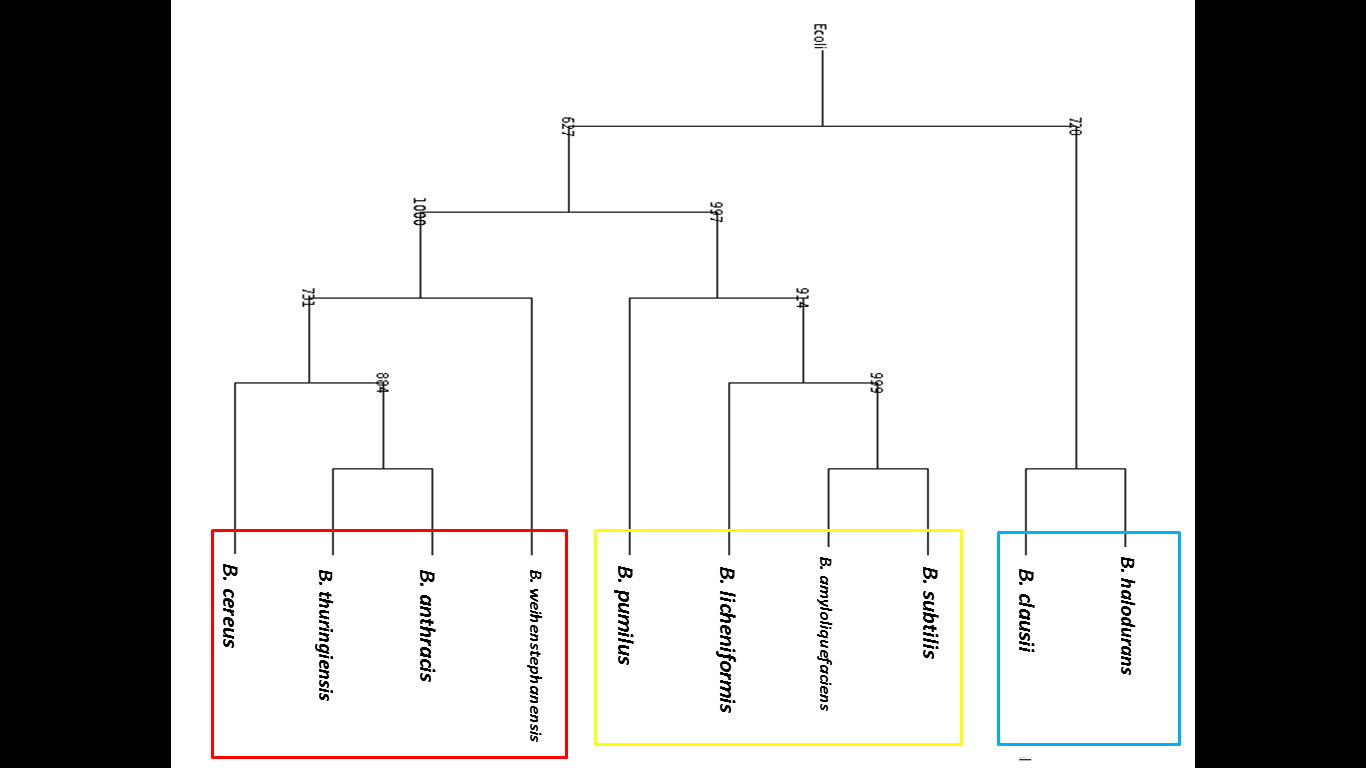 Ecoli
627
720
1000
997
731
914
884
999
B. cereus
B. thuringiensis
B. anthracis
B. weihenstephanensis
B. pumilus
B. licheniformis
B. amyloliquefaciens
B. subtilis
B. clausii
B. halodurans